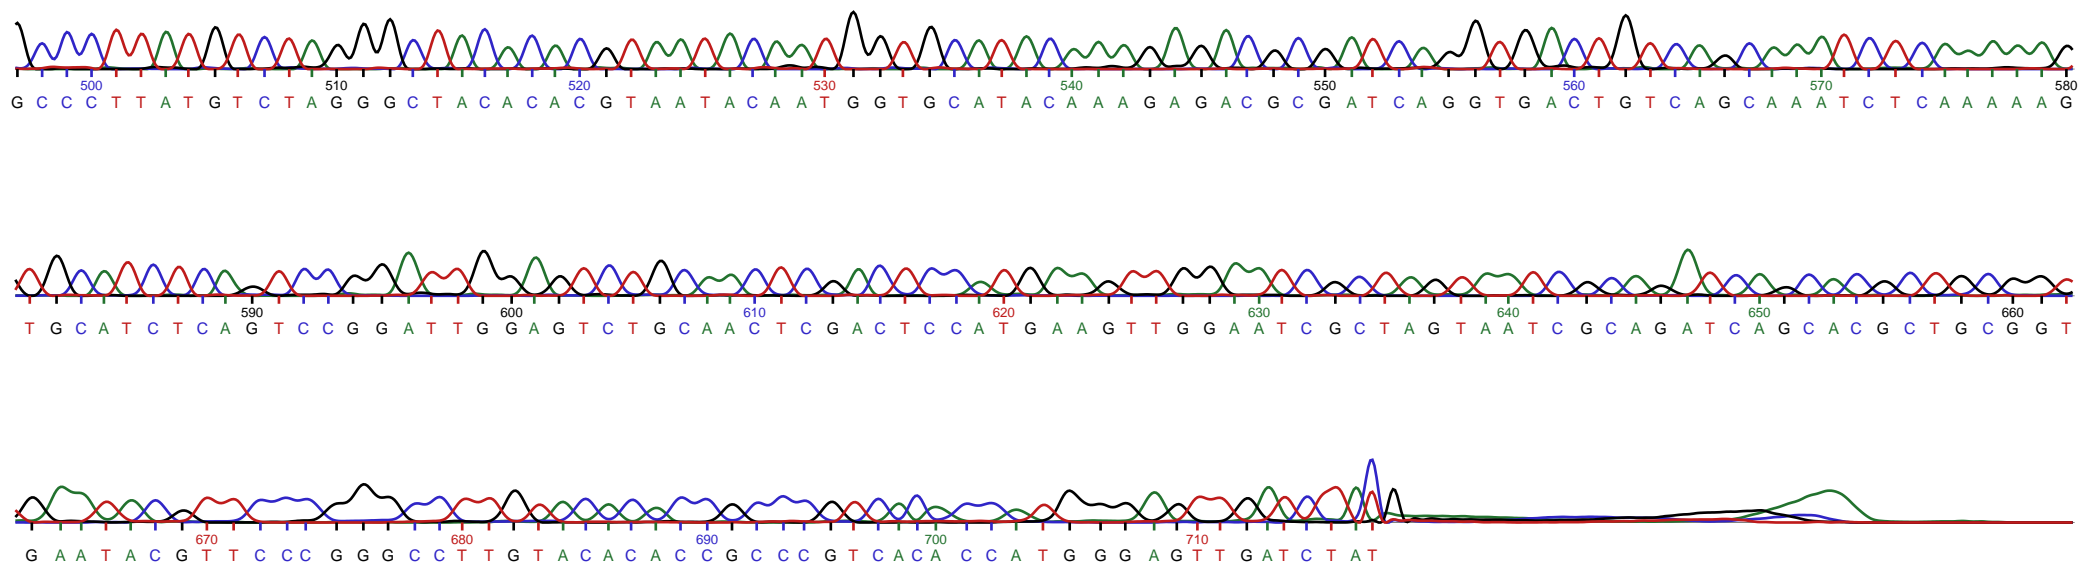 500 510 520 530 540 550 560 570 580
G C C C T T A T G T C T A G G G C T A C A C A C G T A A T A C A A T G G T G C A T A C A A A G A G A C G C G A T C A G G T G A C T G T C A G C A A A T C T C A A A A A G
590 600 610 620 630 640 650 660
T G C A T C T C A G T C C G G A T T G G A G T C T G C A A C T C G A C T C C A T G A A G T T G G A A T C G C T A G T A A T C G C A G A T C A G C A C G C T G C G G T
670 680 690 700 710
G A A T A C G T T C C C G G G C C T T G T A C A C A C C G C C C G T C A C A C C A T G G G A G T T G A T C T A T